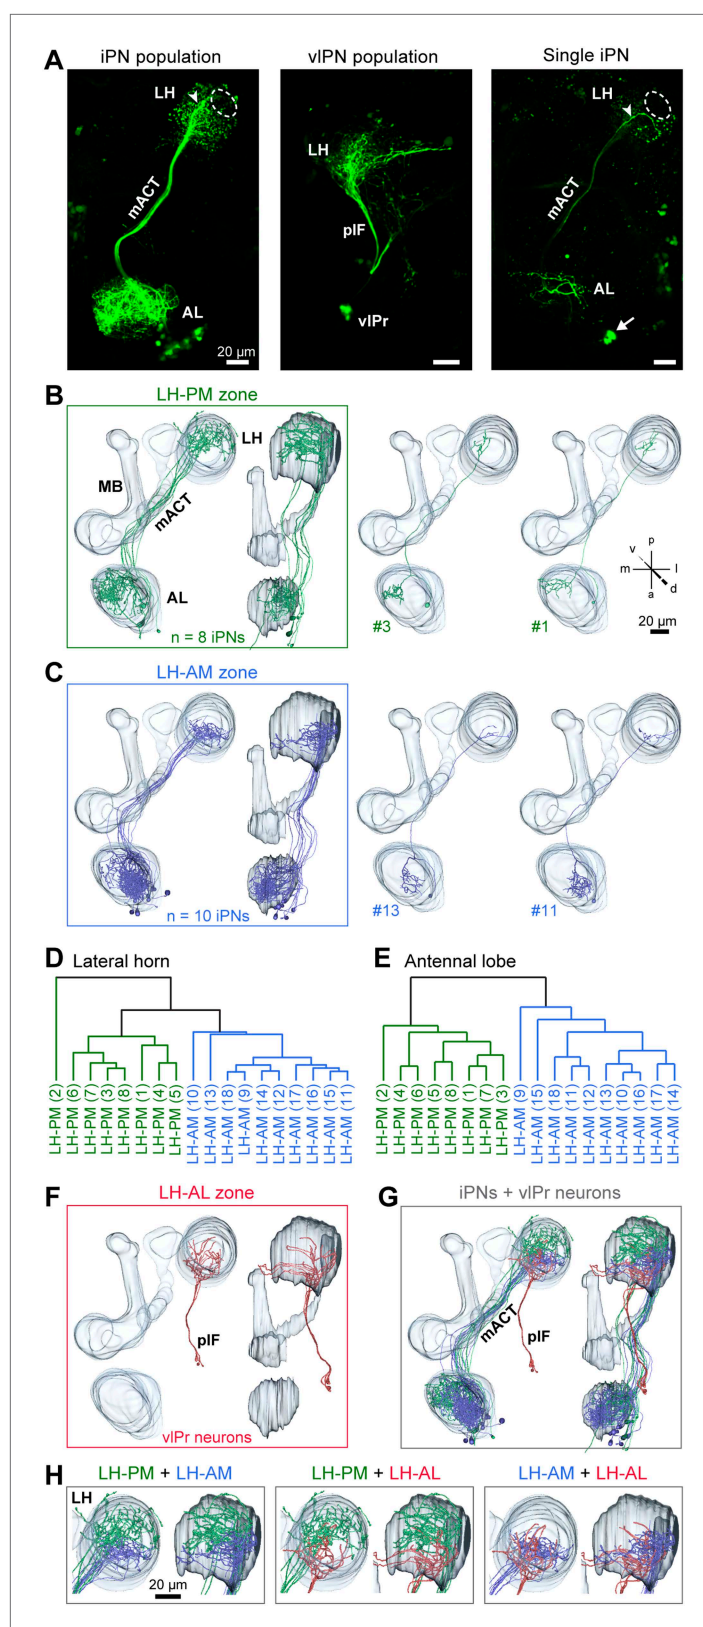 A
iPN population
vlPN population
Single iPN
LH
mACT
AL
20 µm
LH
plF
vlPr
LH
mACT
AL
B
LH-PM zone
MB
mACT
LH
AL
n = 8 iPNs
#3
#1
p
v
m
l
d
a
20 µm
C
LH-AM zone
n = 10 iPNs
#13
#11
D
Lateral horn
LH-PM (2)
LH-PM (6)
LH-PM (7)
LH-PM (3)
LH-PM (8)
LH-PM (1)
LH-PM (4)
LH-PM (5)
LH-AM (10)
LH-AM (13)
LH-AM (18)
LH-AM (9)
LH-AM (14)
LH-AM (12)
LH-AM (17)
LH-AM (16)
LH-AM (15)
LH-AM (11)
E
Antennal lobe
LH-PM (2)
LH-PM (4)
LH-PM (6)
LH-PM (5)
LH-PM (8)
LH-PM (1)
LH-PM (7)
LH-PM (3)
LH-AM (9)
LH-AM (15)
LH-AM (18)
LH-AM (11)
LH-AM (12)
LH-AM (13)
LH-AM (10)
LH-AM (16)
LH-AM (17)
LH-AM (14)
F
LH-AL zone
plF
vlPr neurons
G
iPNs + vlPr neurons
mACT
plF
H
LH-PM + LH-AM
LH-PM + LH-AL
LH-AM + LH-AL
LH
20 µm